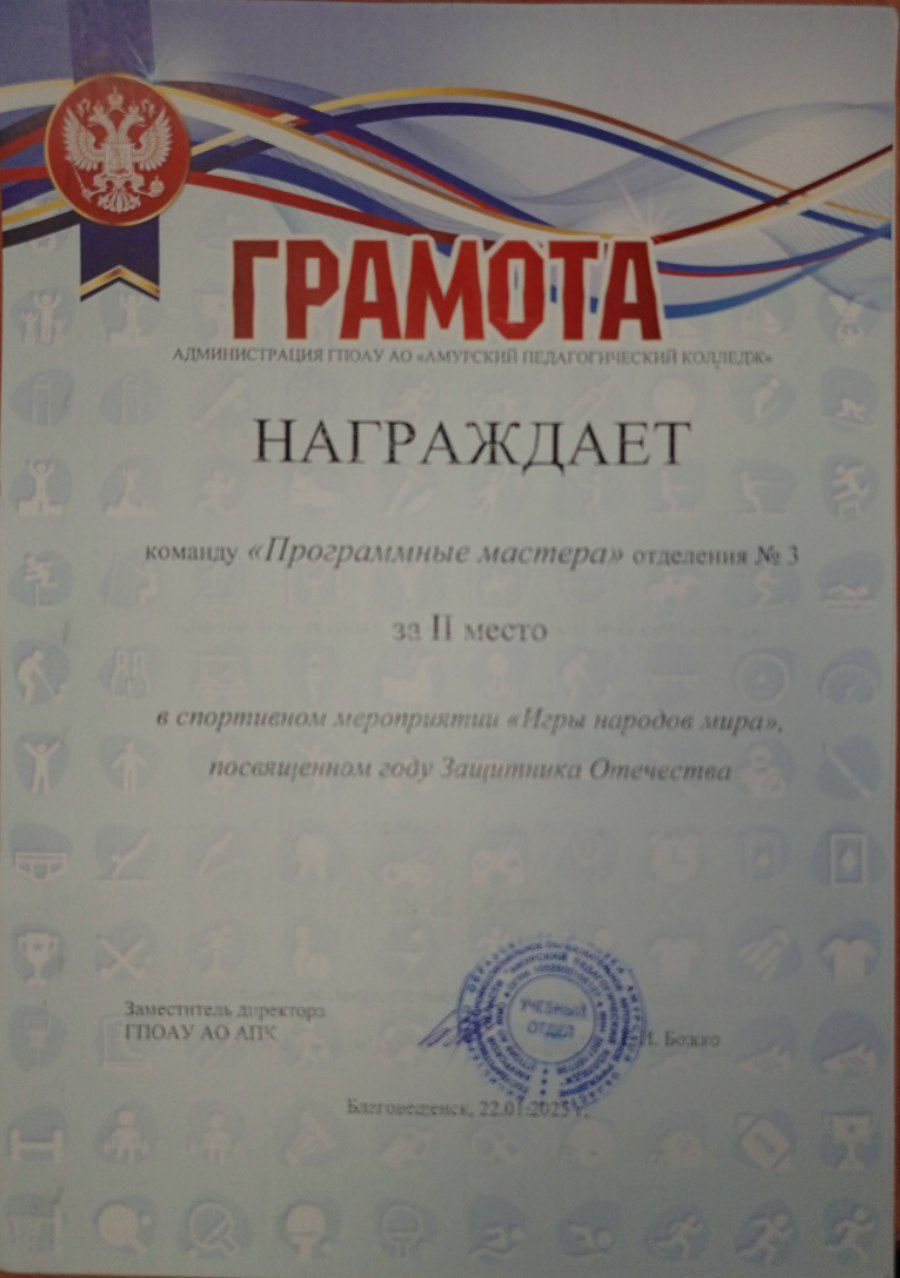 ГРАМОТА
АДМИНИСТРАЦИЯ ГПОАУ АО «АМУРСКИЙ ПЕДАГОГИЧЕСКИЙ КОЛЛЕДЖ»
НАГРАЖДАЕТ
команду «Программные мастера» отделения № 3
за II место
в спортивном мероприятии «Игры народов мира»,
посвященном году Защитника Отечества
Заместитель директора
ГПОАУ АО АПК
И. Божко
УЧЕБНЫЙ
ОТДЕЛ
Благовещенск, 22.01.2025 г.